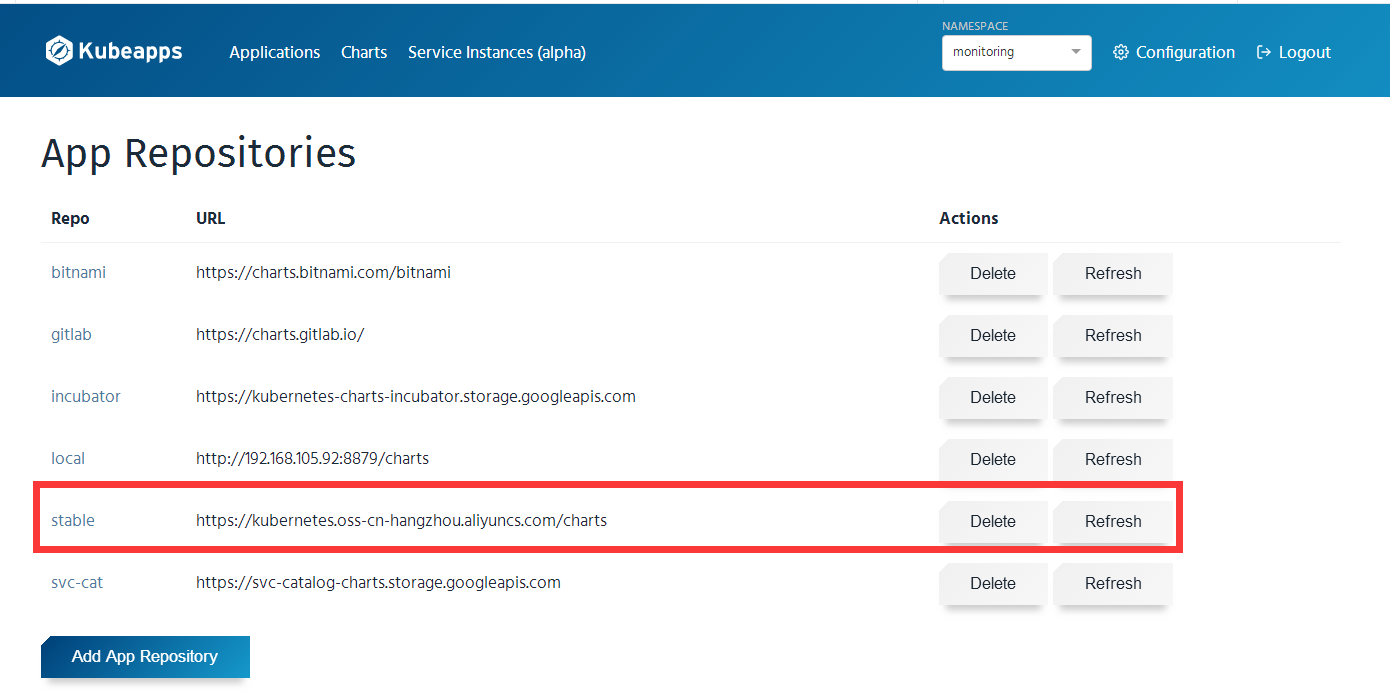 NAMESPACE
Kubeapps Applications Charts Service Instances (alpha) monitoring Configuration Logout
App Repositories
Repo URL Actions
bitnami https://charts.bitnami.com/bitnami Delete Refresh
gitlab https://charts.gitlab.io/ Delete Refresh
incubator https://kubernetes-charts-incubator.storage.googleapis.com Delete Refresh
local http://192.168.105.92:8879/charts Delete Refresh
stable https://kubernetes.oss-cn-hangzhou.aliyuncs.com/charts Delete Refresh
svc-cat https://svc-catalog-charts.storage.googleapis.com Delete Refresh
Add App Repository